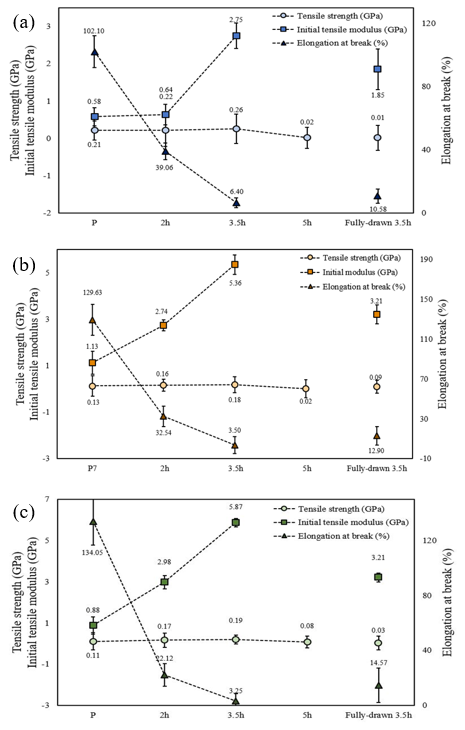 (a)
Tensile strength (GPa)
Initial tensile modulus (GPa)
Elongation at break (%)
Tensile strength (GPa)
Initial tensile modulus (GPa)
Elongation at break (%)
3
2
1
0
-1
-2
120
80
40
0
102.10
2.75
0.64
0.58
0.22
0.26
1.85
0.21
0.02
0.01
39.06
6.40
10.58
P
2h
3.5h
5h
Fully-drawn 3.5h
(b)
Tensile strength (GPa)
Initial tensile modulus (GPa)
Elongation at break (%)
Tensile strength (GPa)
Initial modulus (GPa)
Elongation at break (%)
5
3
1
-1
-3
190
150
110
70
30
-10
129.63
2.74
5.36
3.21
1.13
0.16
0.09
0.13
0.18
0.02
32.54
3.50
12.90
P7
2h
3.5h
5h
Fully-drawn 3.5h
(c)
Tensile strength (GPa)
Initial tensile modulus (GPa)
Elongation at break (%)
Tensile strength (GPa)
Initial tensile modulus (GPa)
Elongation at break (%)
7
5
3
1
-1
-3
120
80
40
0
5.87
134.05
2.98
3.21
0.88
0.17
0.19
0.08
0.03
0.11
22.12
14.57
3.25
P
2h
3.5h
5h
Fully-drawn 3.5h